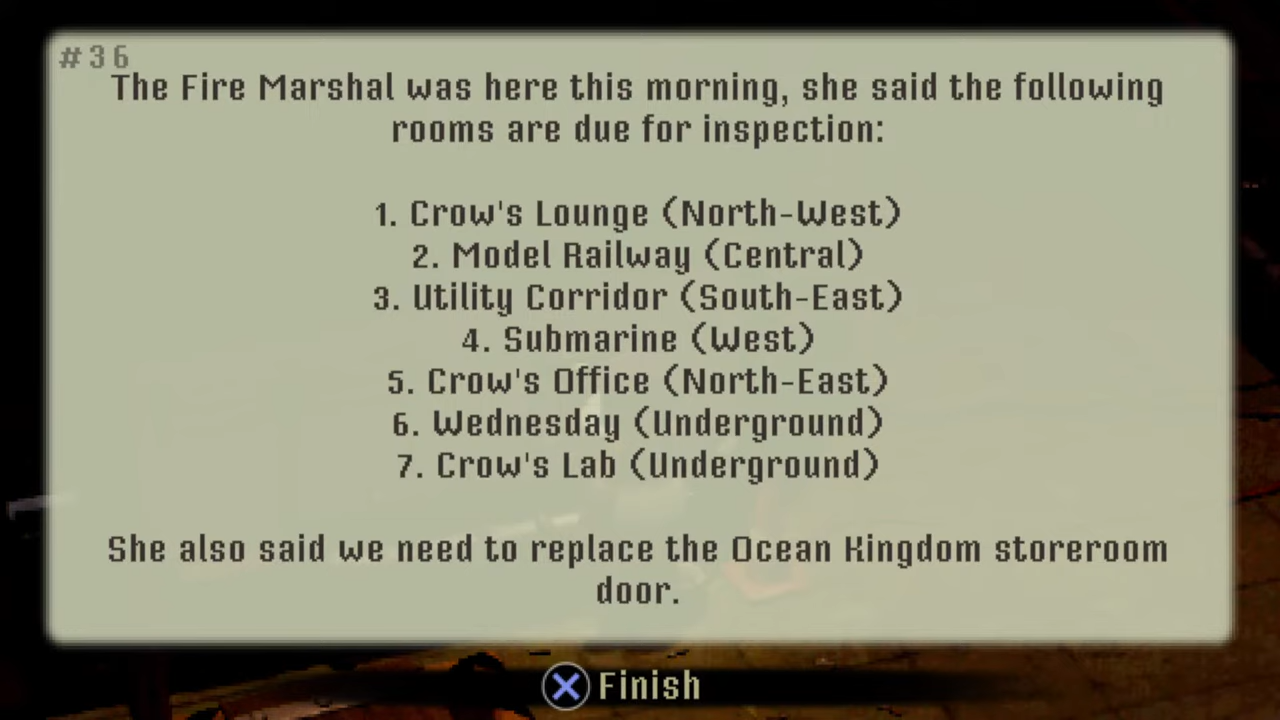 #36
The Fire Marshal was here this morning, she said the following
rooms are due for inspection:
1. Crow's Lounge (North-West)
2. Model Railway (Central)
3. Utility Corridor (South-East)
4. Submarine (West)
5. Crow's Office (North-East)
6. Wednesday (Underground)
7. Crow's Lab (Underground)
She also said we need to replace the Ocean Kingdom storeroom
door.
Finish